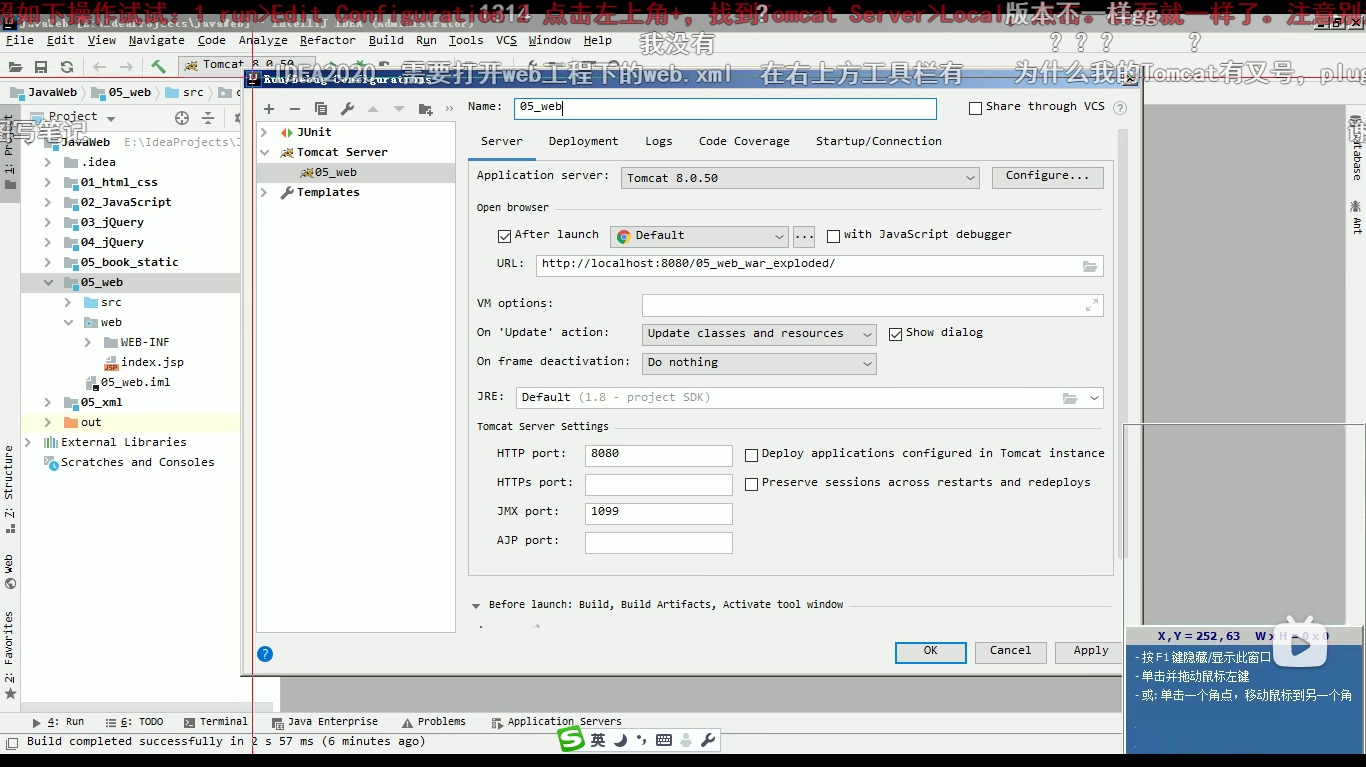 照如下操作试试：1 run>Edit Configuration 1314 点击左上角+，找到Tomcat Server>Local
版本不一样gg
就一样了。注意别
File Edit View Navigate Code Analyze Refactor Build Run Tools VCS Window Help
我没有
? ? ? ?
Tomcat 8.0.50
IDEA2020 需要打开web工程下的web.xml 在右上方工具栏有 为什么我的Tomcat有叉号，plug
Run/Debug Configurations
JavaWeb 05_web src
Project
写笔记
JavaWeb E:\IdeaProjects\J
.idea
01_html_css
02_JavaScript
03_jQuery
04_jQuery
05_book_static
05_web
src
web
WEB-INF
index.jsp
05_web.iml
05_xml
out
External Libraries
Scratches and Consoles
JUnit
Tomcat Server
05_web
Templates
Name: 05_web
Share through VCS
Server Deployment Logs Code Coverage Startup/Connection
Application server: Tomcat 8.0.50 Configure...
Open browser
After launch Default ... with JavaScript debugger
URL: http://localhost:8080/05_web_war_exploded/
VM options:
On 'Update' action: Update classes and resources Show dialog
On frame deactivation: Do nothing
JRE: Default (1.8 - project SDK)
Tomcat Server Settings
HTTP port: 8080 Deploy applications configured in Tomcat instance
HTTPs port: Preserve sessions across restarts and redeploys
JMX port: 1099
AJP port:
Before launch: Build, Build Artifacts, Activate tool window
OK Cancel Apply
Ant
Z: Structure
Web
2: Favorites
X,Y = 252,63 W x H = 0 x 0
- 按F1键隐藏/显示此窗口
- 单击并拖动鼠标左键
- 或: 单击一个角点，移动鼠标到另一个角
4: Run 6: TODO Terminal Java Enterprise Problems Application Servers
Build completed successfully in 2 s 57 ms (6 minutes ago)
英